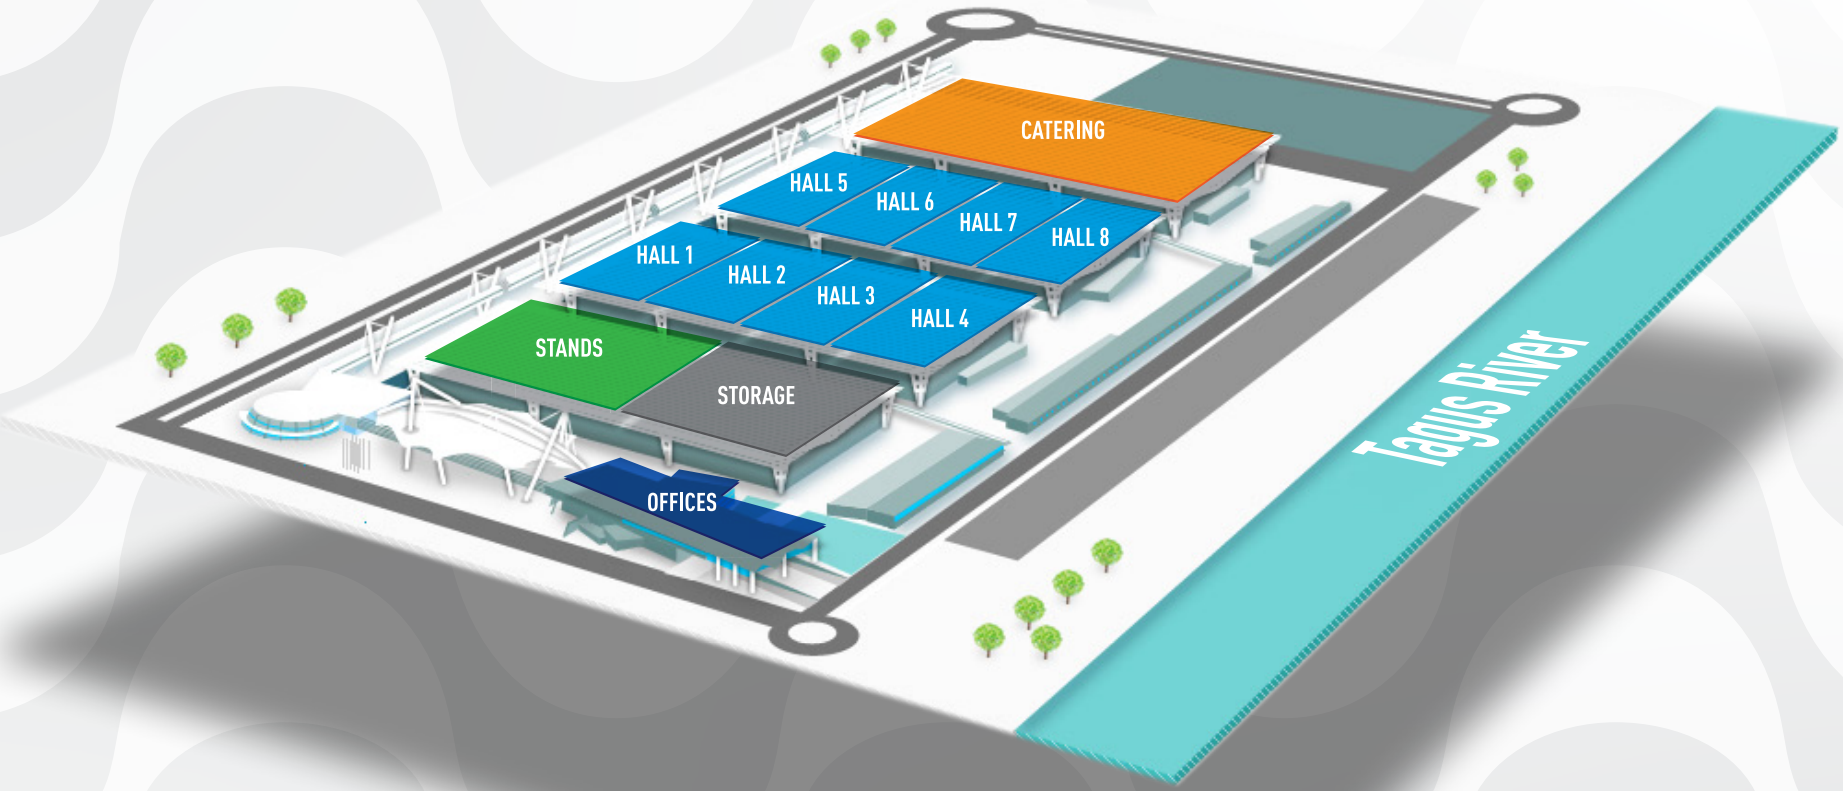 CATERING
HALL 5
HALL 6
HALL 7
HALL 8
HALL 1
HALL 2
HALL 3
HALL 4
STANDS
STORAGE
OFFICES
Tagus River